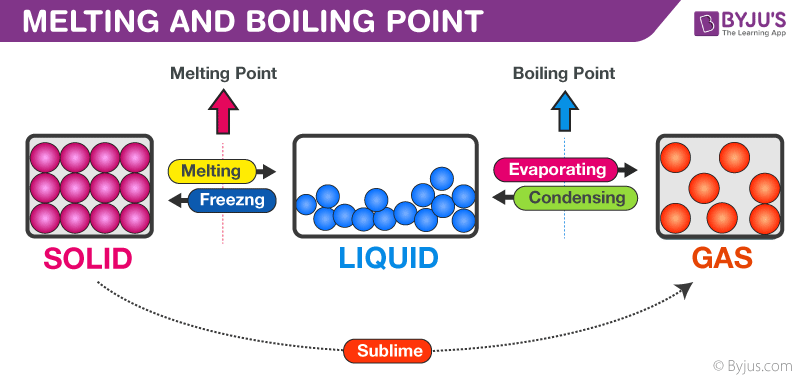 MELTING AND BOILING POINT
BYJU'S
The Learning App
Melting Point
Boiling Point
Melting
Freezng
Evaporating
Condensing
SOLID
LIQUID
GAS
Sublime
© Byjus.com